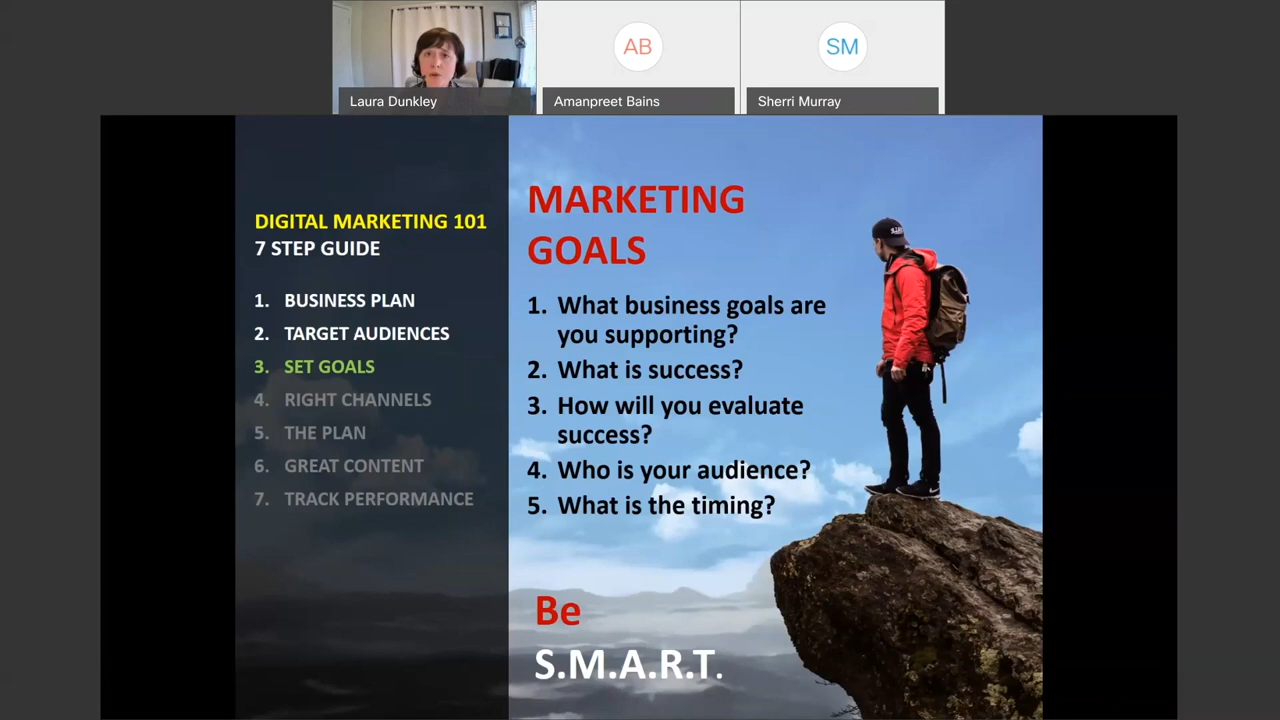 AB
SM
Laura Dunkley
Amanpreet Bains
Sherri Murray
DIGITAL MARKETING 101
7 STEP GUIDE
1. BUSINESS PLAN
2. TARGET AUDIENCES
3. SET GOALS
4. RIGHT CHANNELS
5. THE PLAN
6. GREAT CONTENT
7. TRACK PERFORMANCE
MARKETING
GOALS
1. What business goals are
you supporting?
2. What is success?
3. How will you evaluate
success?
4. Who is your audience?
5. What is the timing?
Be
S.M.A.R.T.